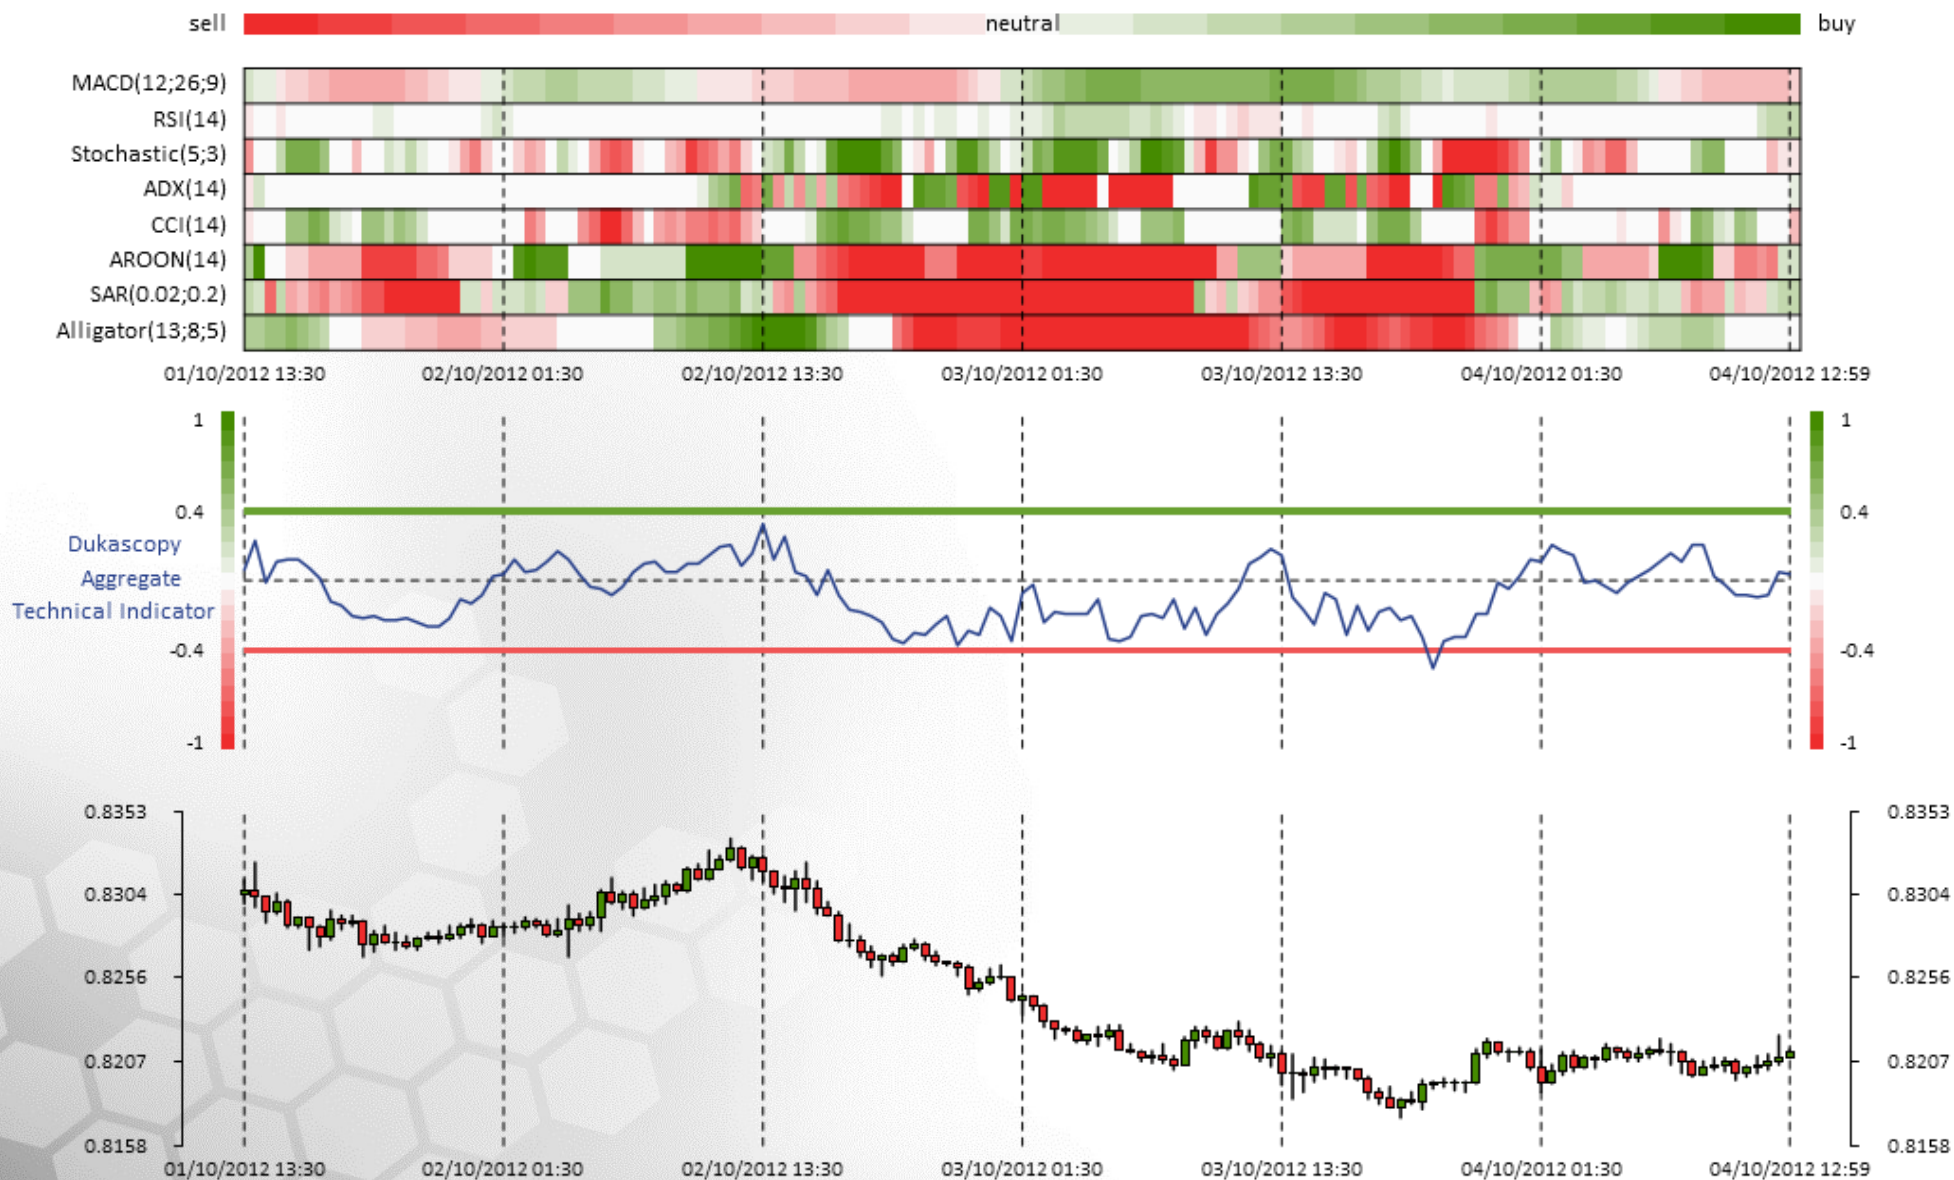 sell neutral buy
MACD(12;26;9)
RSI(14)
Stochastic(5;3)
ADX(14)
CCI(14)
AROON(14)
SAR(0.02;0.2)
Alligator(13;8;5)
01/10/2012 13:30 02/10/2012 01:30 02/10/2012 13:30 03/10/2012 01:30 03/10/2012 13:30 04/10/2012 01:30 04/10/2012 12:59
1 1
0.4 0.4
Dukascopy
Aggregate
Technical Indicator
-0.4 -0.4
-1 -1
0.8353 0.8353
0.8304 0.8304
0.8256 0.8256
0.8207 0.8207
0.8158 0.8158
01/10/2012 13:30 02/10/2012 01:30 02/10/2012 13:30 03/10/2012 01:30 03/10/2012 13:30 04/10/2012 01:30 04/10/2012 12:59